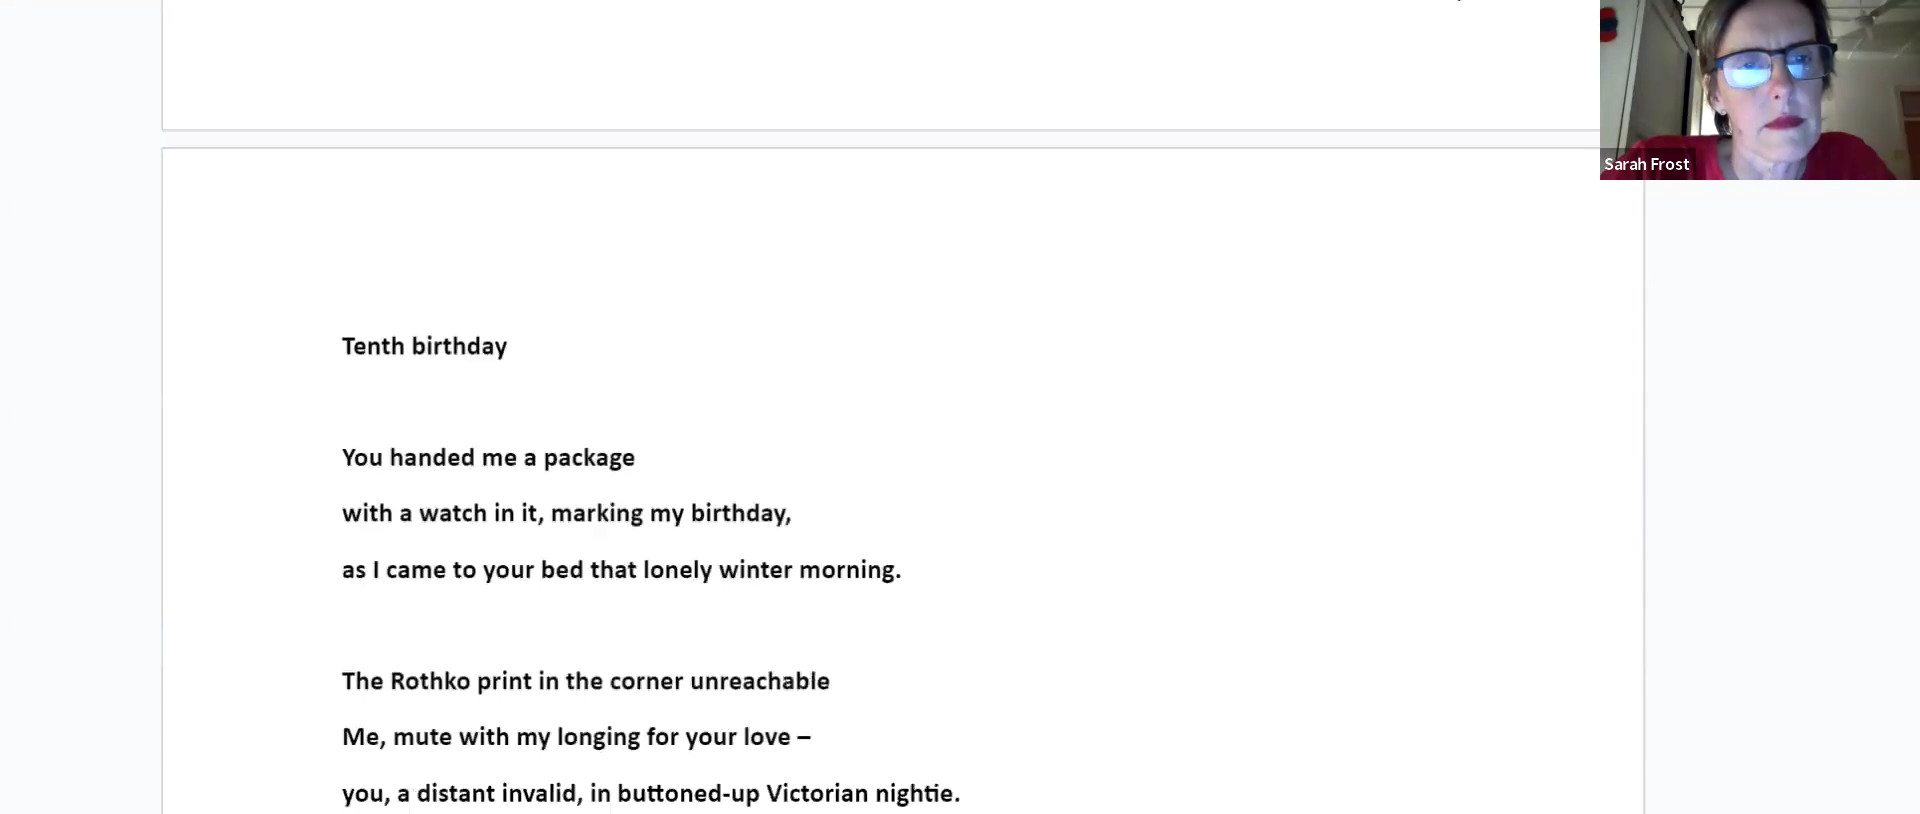 Sarah Frost
Tenth birthday
You handed me a package
with a watch in it, marking my birthday,
as I came to your bed that lonely winter morning.
The Rothko print in the corner unreachable
Me, mute with my longing for your love –
you, a distant invalid, in buttoned-up Victorian nightie.